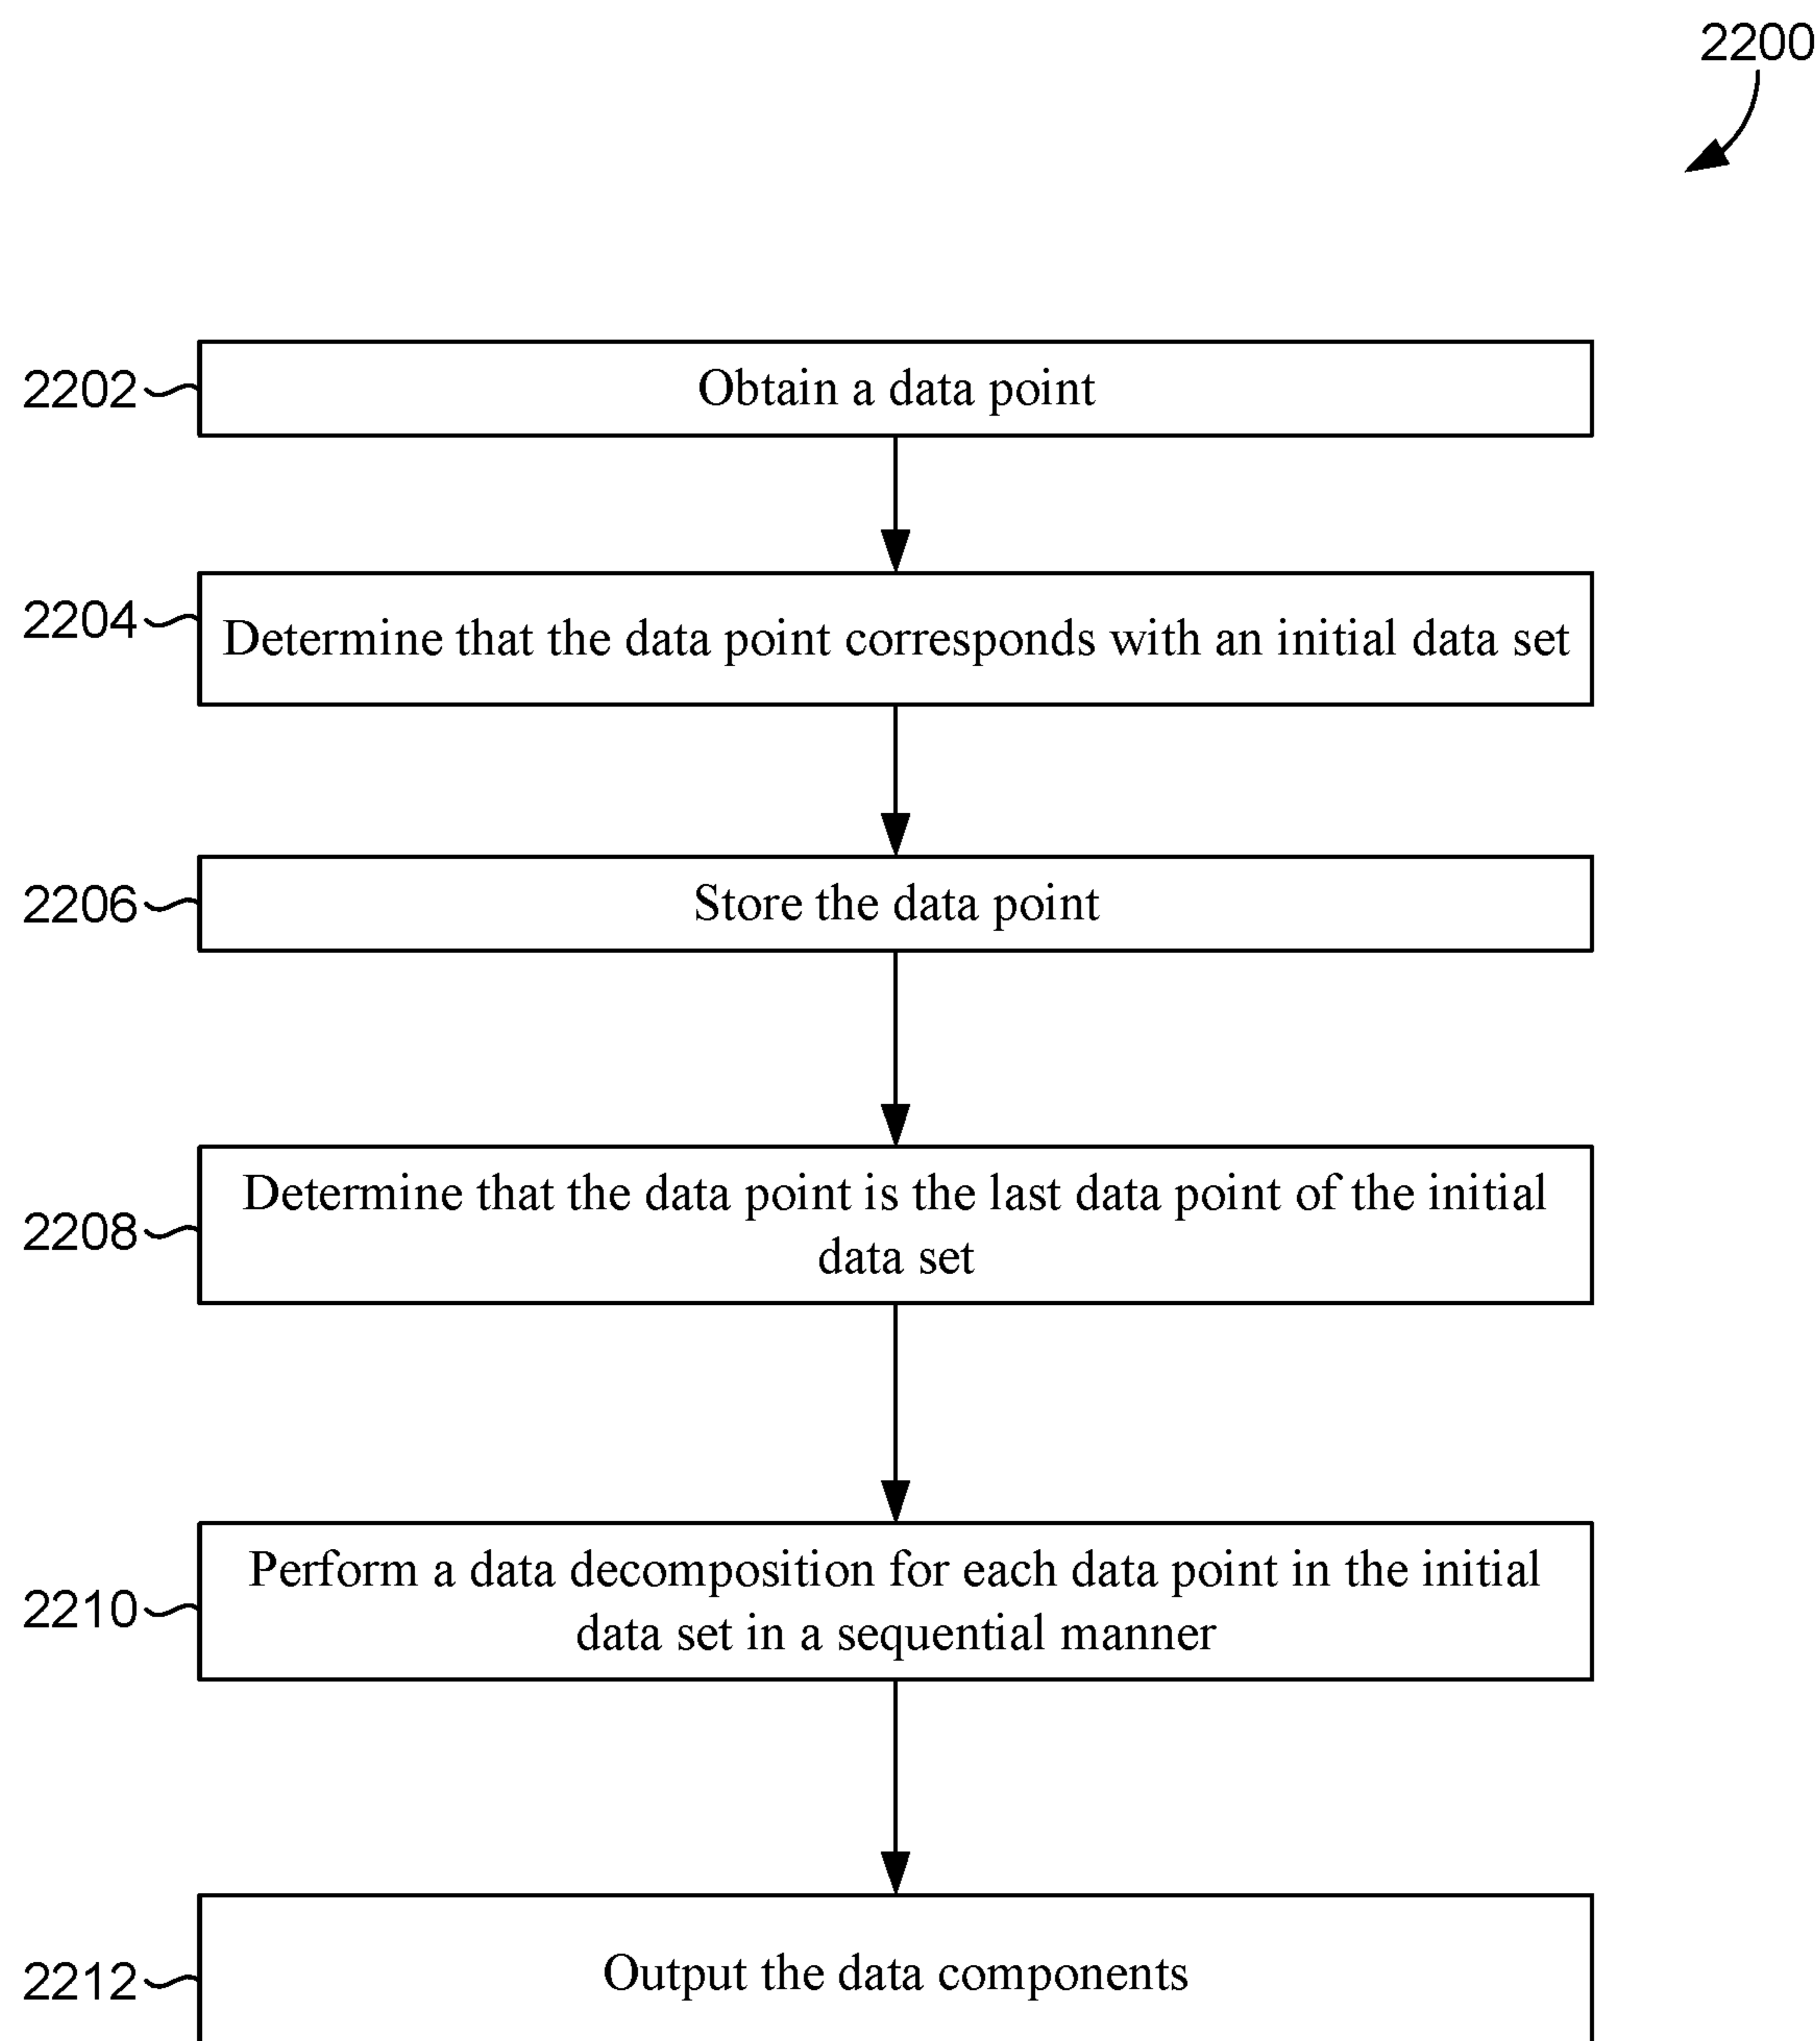 2200
2202
Obtain a data point
2204
Determine that the data point corresponds with an initial data set
2206
Store the data point
2208
Determine that the data point is the last data point of the initial
data set
2210
Perform a data decomposition for each data point in the initial
data set in a sequential manner
2212
Output the data components